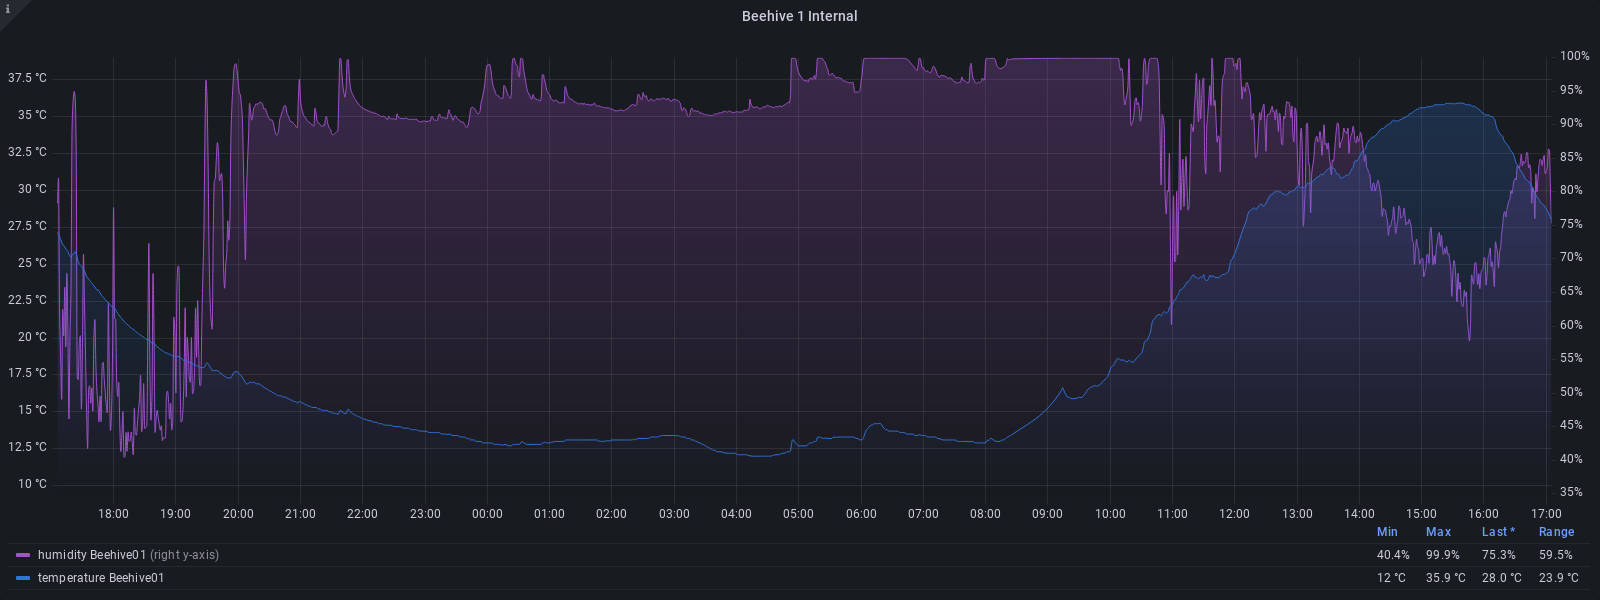 i
Beehive 1 Internal
37.5 °C
35 °C
32.5 °C
30 °C
27.5 °C
25 °C
22.5 °C
20 °C
17.5 °C
15 °C
12.5 °C
10 °C
100%
95%
90%
85%
80%
75%
70%
65%
60%
55%
50%
45%
40%
35%
18:00 19:00 20:00 21:00 22:00 23:00 00:00 01:00 02:00 03:00 04:00 05:00 06:00 07:00 08:00 09:00 10:00 11:00 12:00 13:00 14:00 15:00 16:00 17:00
Min Max Last * Range
humidity Beehive01 (right y-axis) 40.4% 99.9% 75.3% 59.5%
temperature Beehive01 12 °C 35.9 °C 28.0 °C 23.9 °C